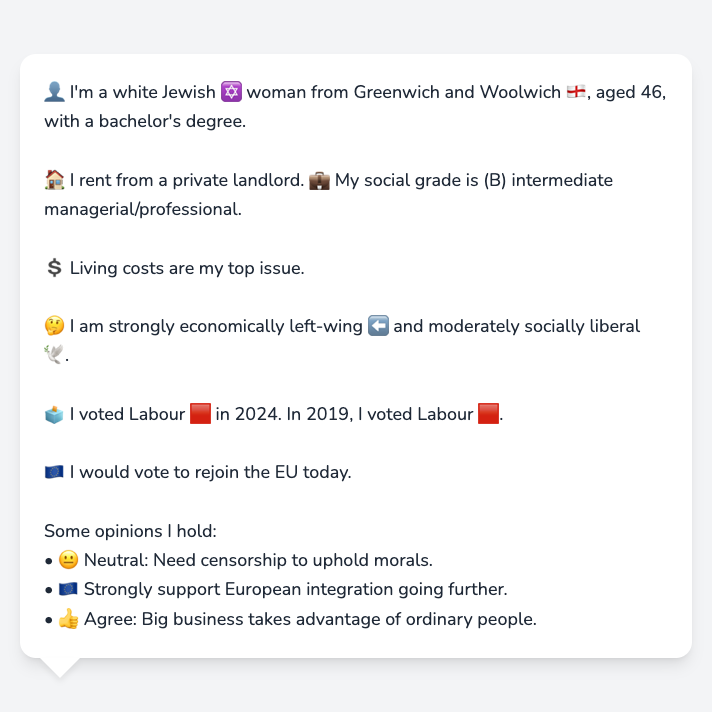 👤 I'm a white Jewish 🔯 woman from Greenwich and Woolwich 🏴󠁧󠁢󠁥󠁮󠁧󠁿, aged 46,
with a bachelor's degree.
🏠 I rent from a private landlord. 💼 My social grade is (B) intermediate
managerial/professional.
💲 Living costs are my top issue.
🤔 I am strongly economically left-wing ⬅️ and moderately socially liberal
🕊️.
🗳️ I voted Labour 🟥 in 2024. In 2019, I voted Labour 🟥.
🇪🇺 I would vote to rejoin the EU today.
Some opinions I hold:
• 😐 Neutral: Need censorship to uphold morals.
• 🇪🇺 Strongly support European integration going further.
• 👍 Agree: Big business takes advantage of ordinary people.